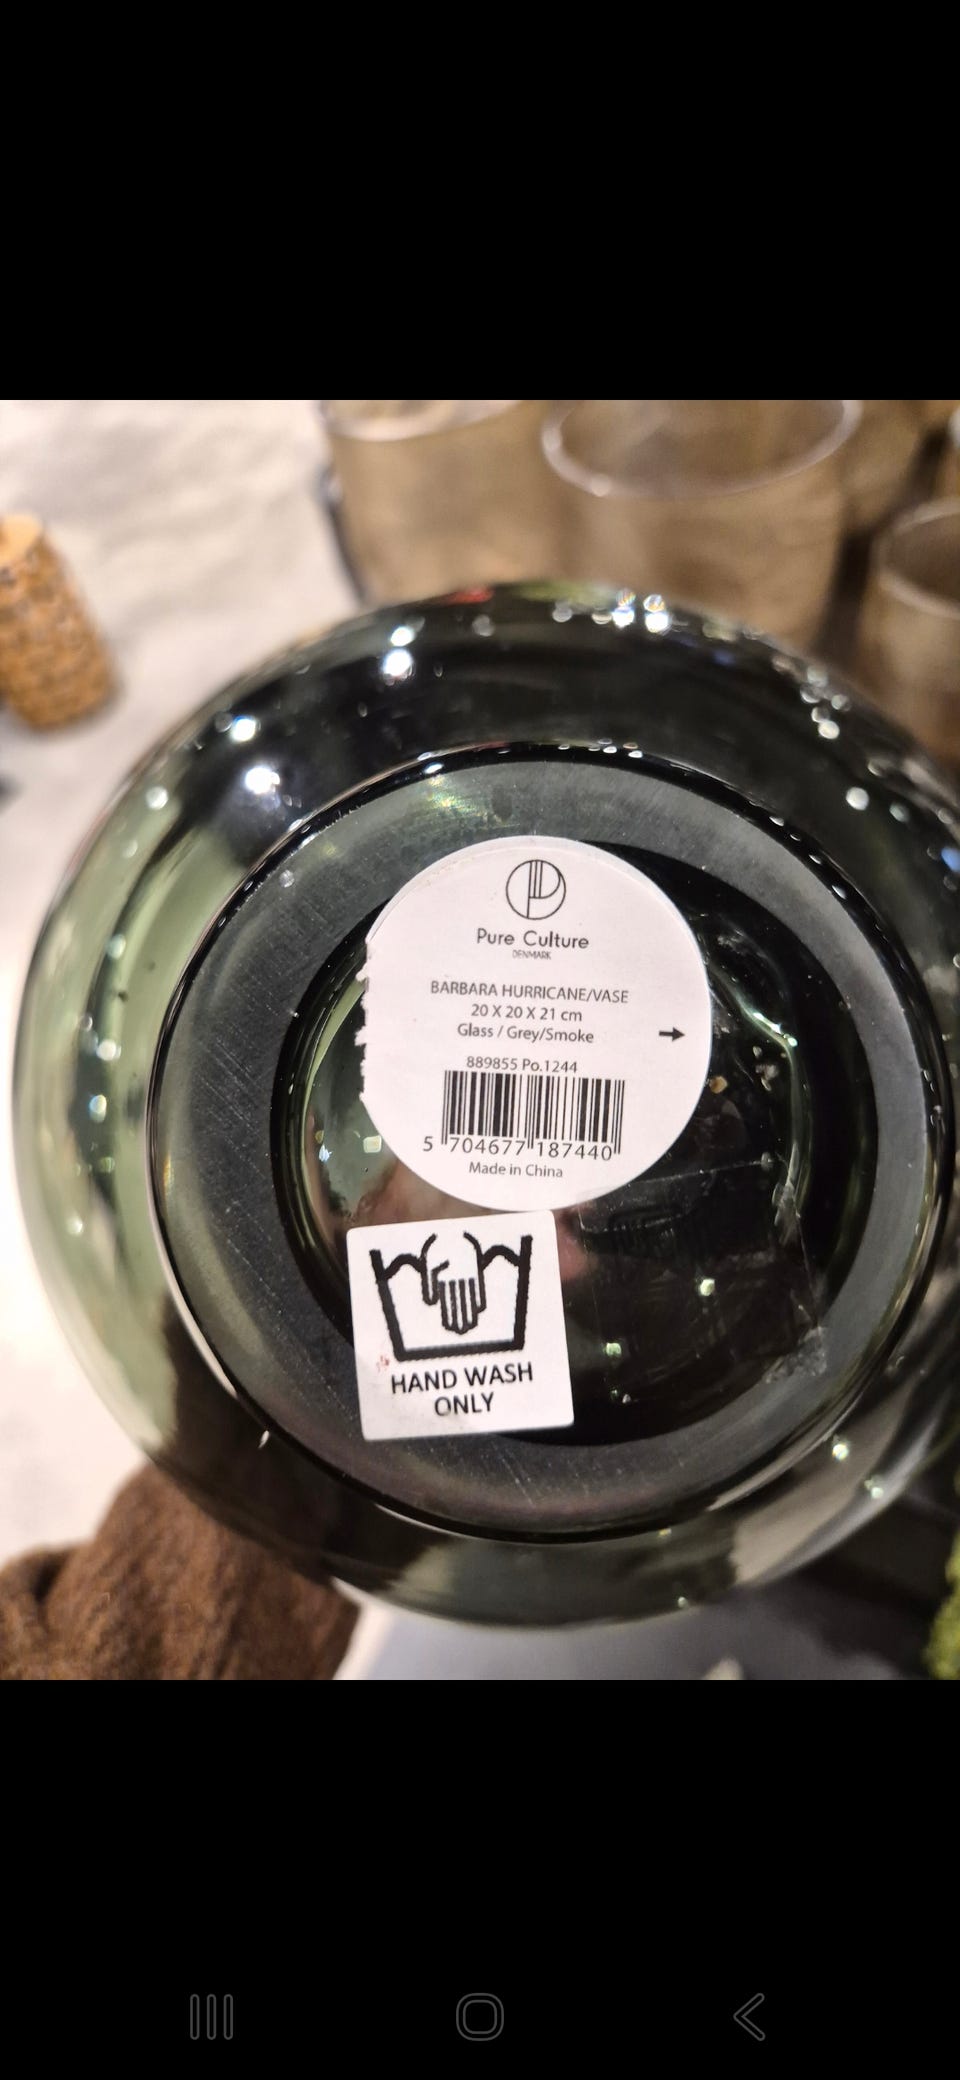 Pure Culture
DENMARK
BARBARA HURRICANE/VASE
20 X 20 X 21 cm
Glass / Grey/Smoke
889855 Po.1244
5 704677 187440
Made in China
HAND WASH
ONLY